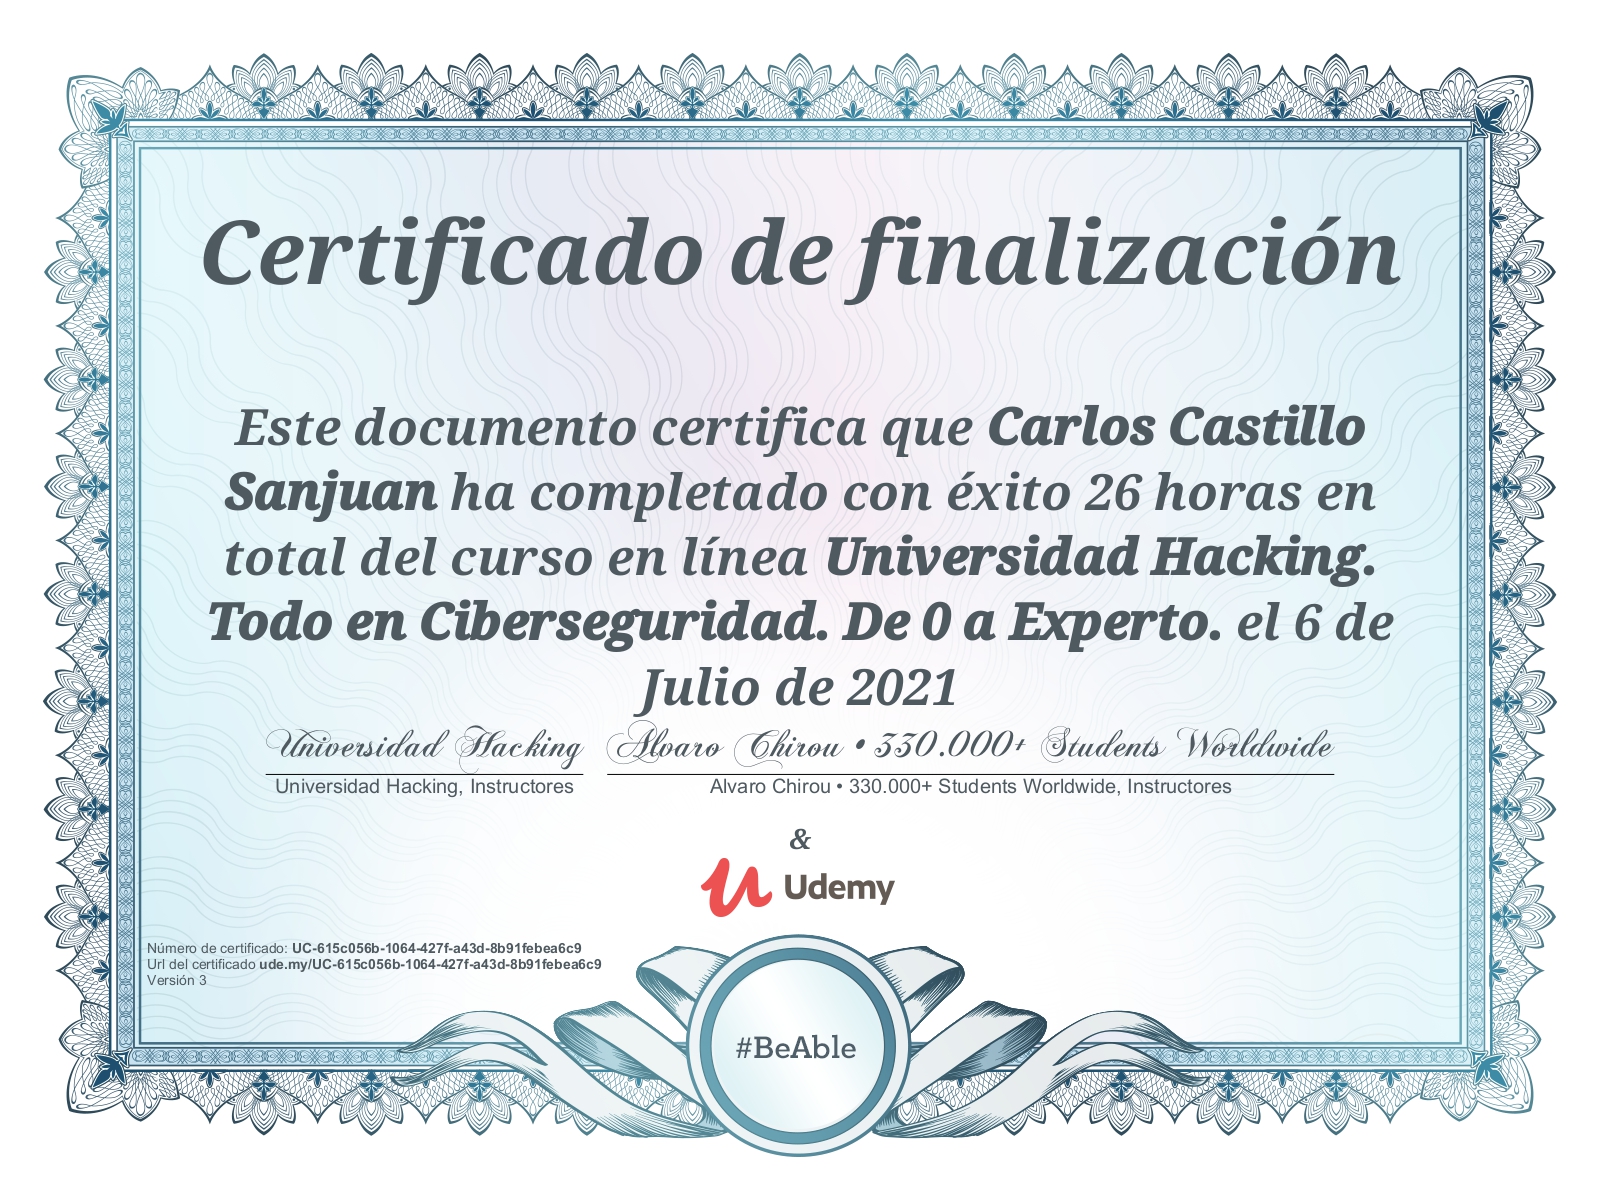 Certificado de finalización
Este documento certifica que Carlos Castillo
Sanjuan ha completado con éxito 26 horas en
total del curso en línea Universidad Hacking.
Todo en Ciberseguridad. De 0 a Experto. el 6 de
Julio de 2021
Universidad Hacking
Alvaro Chirou • 330.000+ Students Worldwide
Universidad Hacking, Instructores
Alvaro Chirou • 330.000+ Students Worldwide, Instructores
&
Udemy
Número de certificado: UC-615c056b-1064-427f-a43d-8b91febea6c9
Url del certificado ude.my/UC-615c056b-1064-427f-a43d-8b91febea6c9
Versión 3
#BeAble